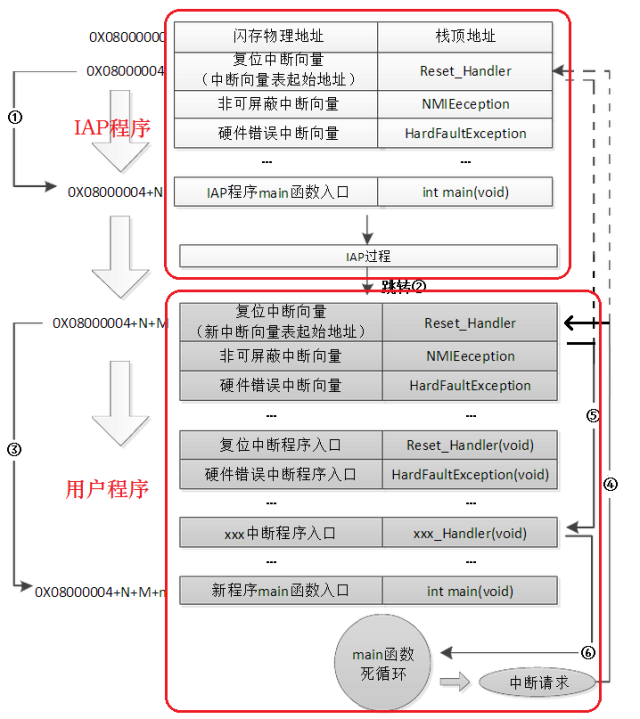 0X08000000 闪存物理地址 栈顶地址
0X08000004 复位中断向量
(中断向量表起始地址) Reset_Handler
非可屏蔽中断向量 NMIEeception
① IAP程序
硬件错误中断向量 HardFaultException
... ...
0X08000004+N IAP程序main函数入口 int main(void)
IAP过程
跳转②
0X08000004+N+M 复位中断向量
(新中断向量表起始地址) Reset_Handler
非可屏蔽中断向量 NMIEeception
硬件错误中断向量 HardFaultException
... ...
⑤
③ 复位中断程序入口 Reset_Handler(void)
硬件错误中断程序入口 HardFaultException(void)
④
用户程序
... ...
xxx中断程序入口 xxx_Handler(void)
... ...
0X08000004+N+M+n 新程序main函数入口 int main(void)
⑥
main函数
死循环
中断请求